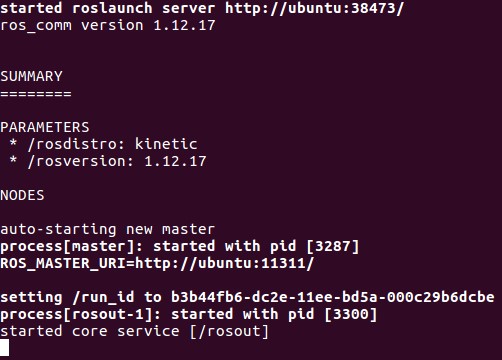 started roslaunch server http://ubuntu:38473/
ros_comm version 1.12.17
SUMMARY
========
PARAMETERS
 * /rosdistro: kinetic
 * /rosversion: 1.12.17
NODES
auto-starting new master
process[master]: started with pid [3287]
ROS_MASTER_URI=http://ubuntu:11311/
setting /run_id to b3b44fb6-dc2e-11ee-bd5a-000c29b6dcbe
process[rosout-1]: started with pid [3300]
started core service [/rosout]